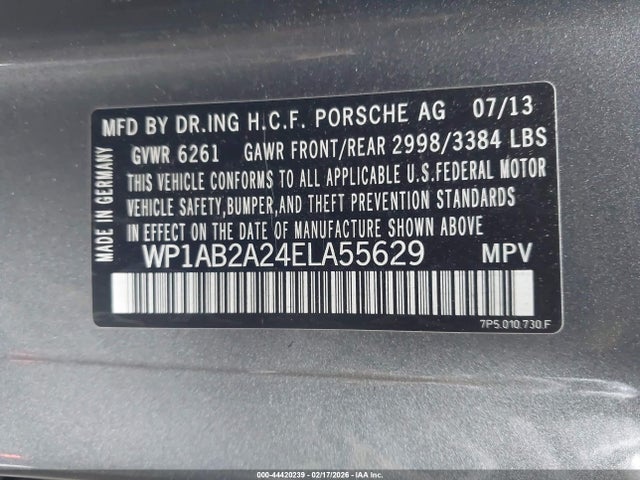 MFD BY DR.ING H.C.F. PORSCHE AG 07/13
GVWR 6261 GAWR FRONT/REAR 2998/3384 LBS
THIS VEHICLE CONFORMS TO ALL APPLICABLE U.S.FEDERAL MOTOR
VEHICLE SAFETY,BUMPER,AND THEFT PREVENTION STANDARDS
IN EFFECT ON THE DATE OF MANUFACTURE SHOWN ABOVE.
WP1AB2A24ELA55629 MPV
MADE IN GERMANY
7P5.010.730.F
000-44420239 - 02/17/2026 - IAA Inc.